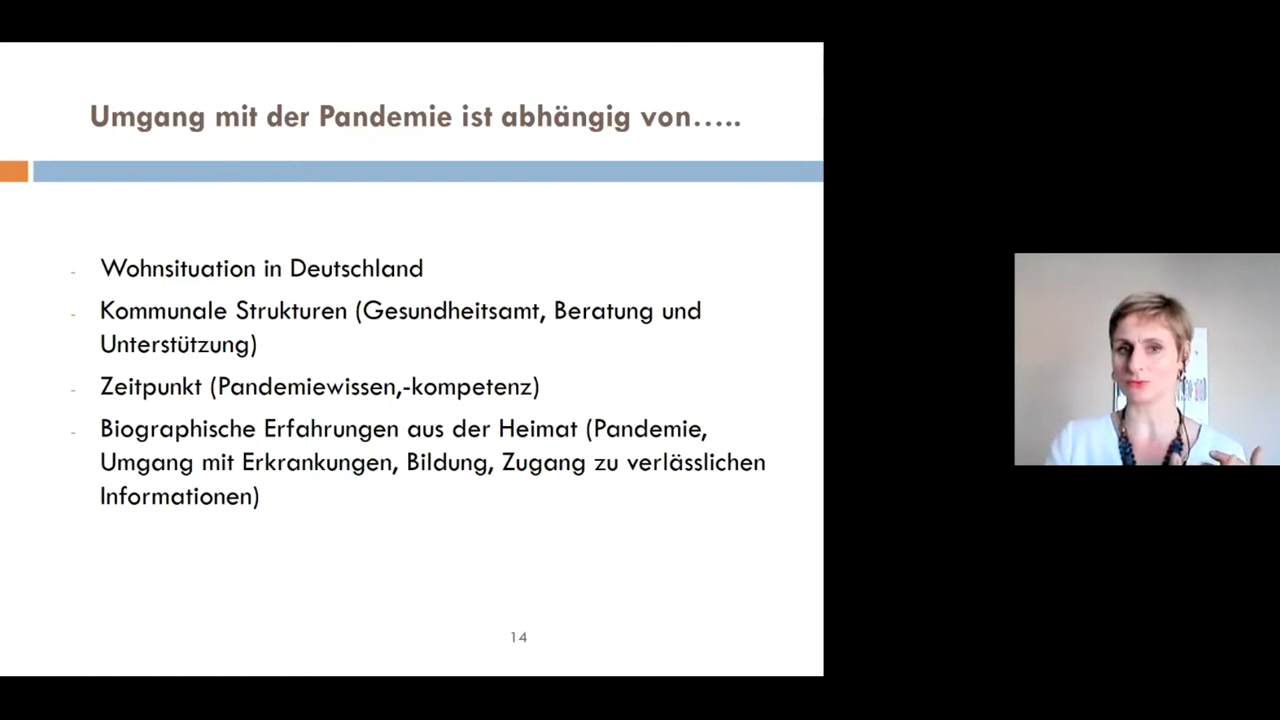 Umgang mit der Pandemie ist abhängig von…..
- Wohnsituation in Deutschland
- Kommunale Strukturen (Gesundheitsamt, Beratung und
Unterstützung)
- Zeitpunkt (Pandemiewissen,-kompetenz)
- Biographische Erfahrungen aus der Heimat (Pandemie,
Umgang mit Erkrankungen, Bildung, Zugang zu verlässlichen
Informationen)
14